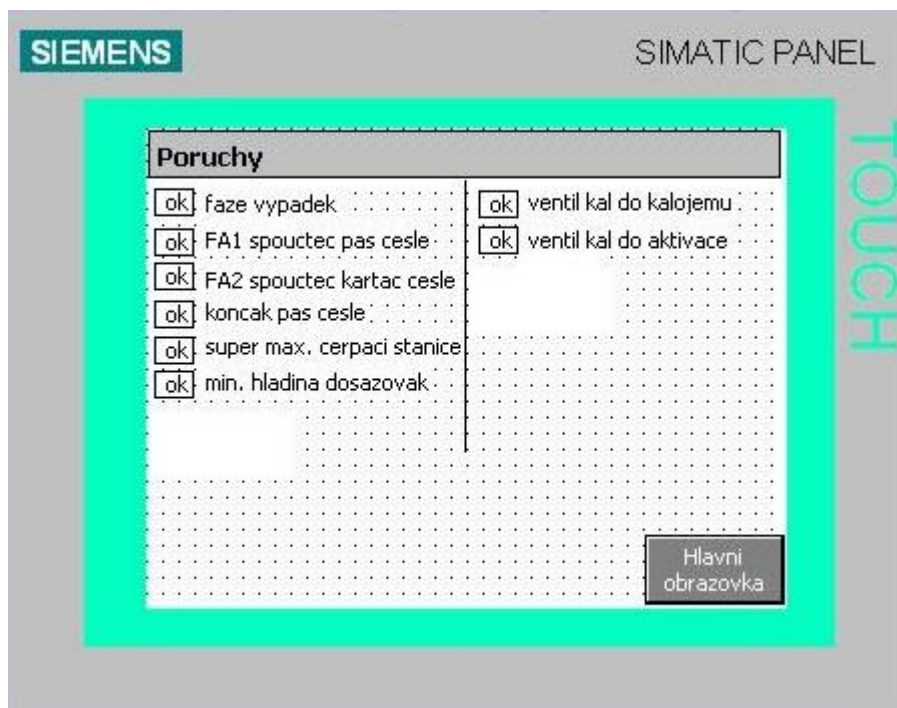 SIEMENS
SIMATIC PANEL
TOUCH
Poruchy
ok faze vypadek
ok FA1 spouctec pas cesle
ok FA2 spouctec kartac cesle
ok koncak pas cesle
ok super max. cerpaci stanice
ok min. hladina dosazovak
ok ventil kal do kalojemu
ok ventil kal do aktivace
Hlavni
obrazovka